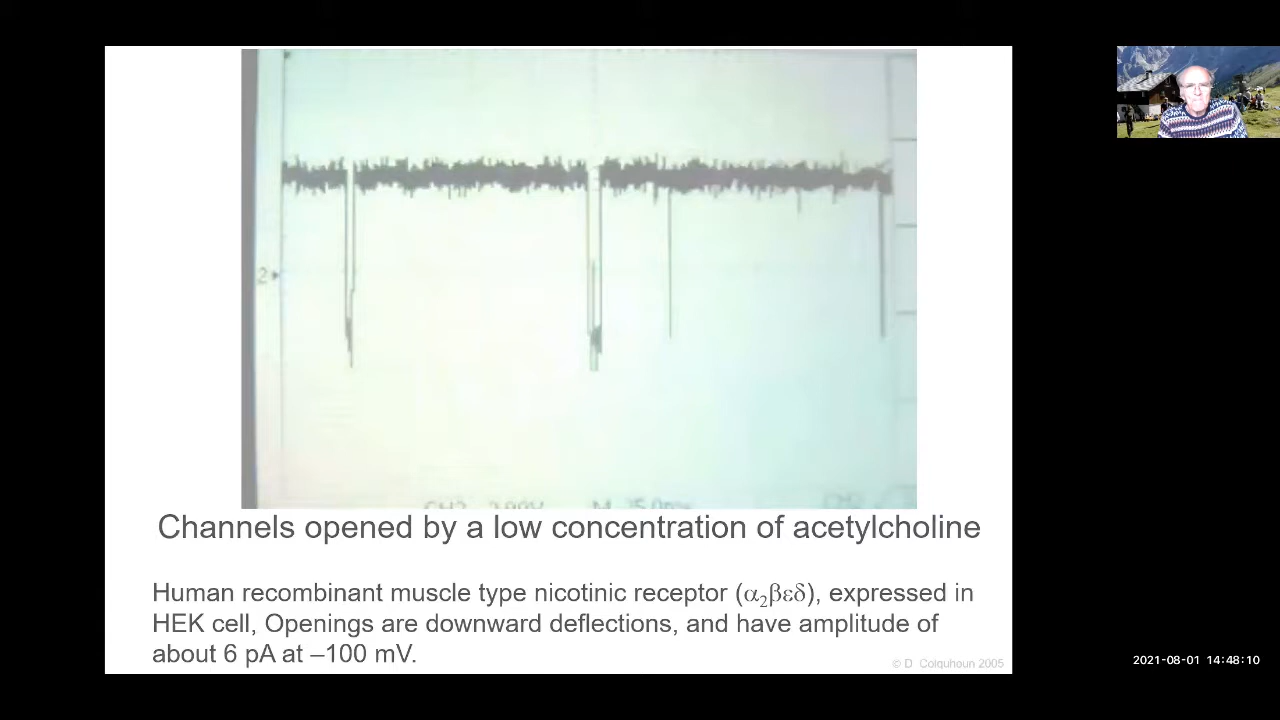 2
Channels opened by a low concentration of acetylcholine
Human recombinant muscle type nicotinic receptor (α₂βεδ), expressed in
HEK cell, Openings are downward deflections, and have amplitude of
about 6 pA at –100 mV.
© D Colquhoun 2005
2021-08-01 14:48:10